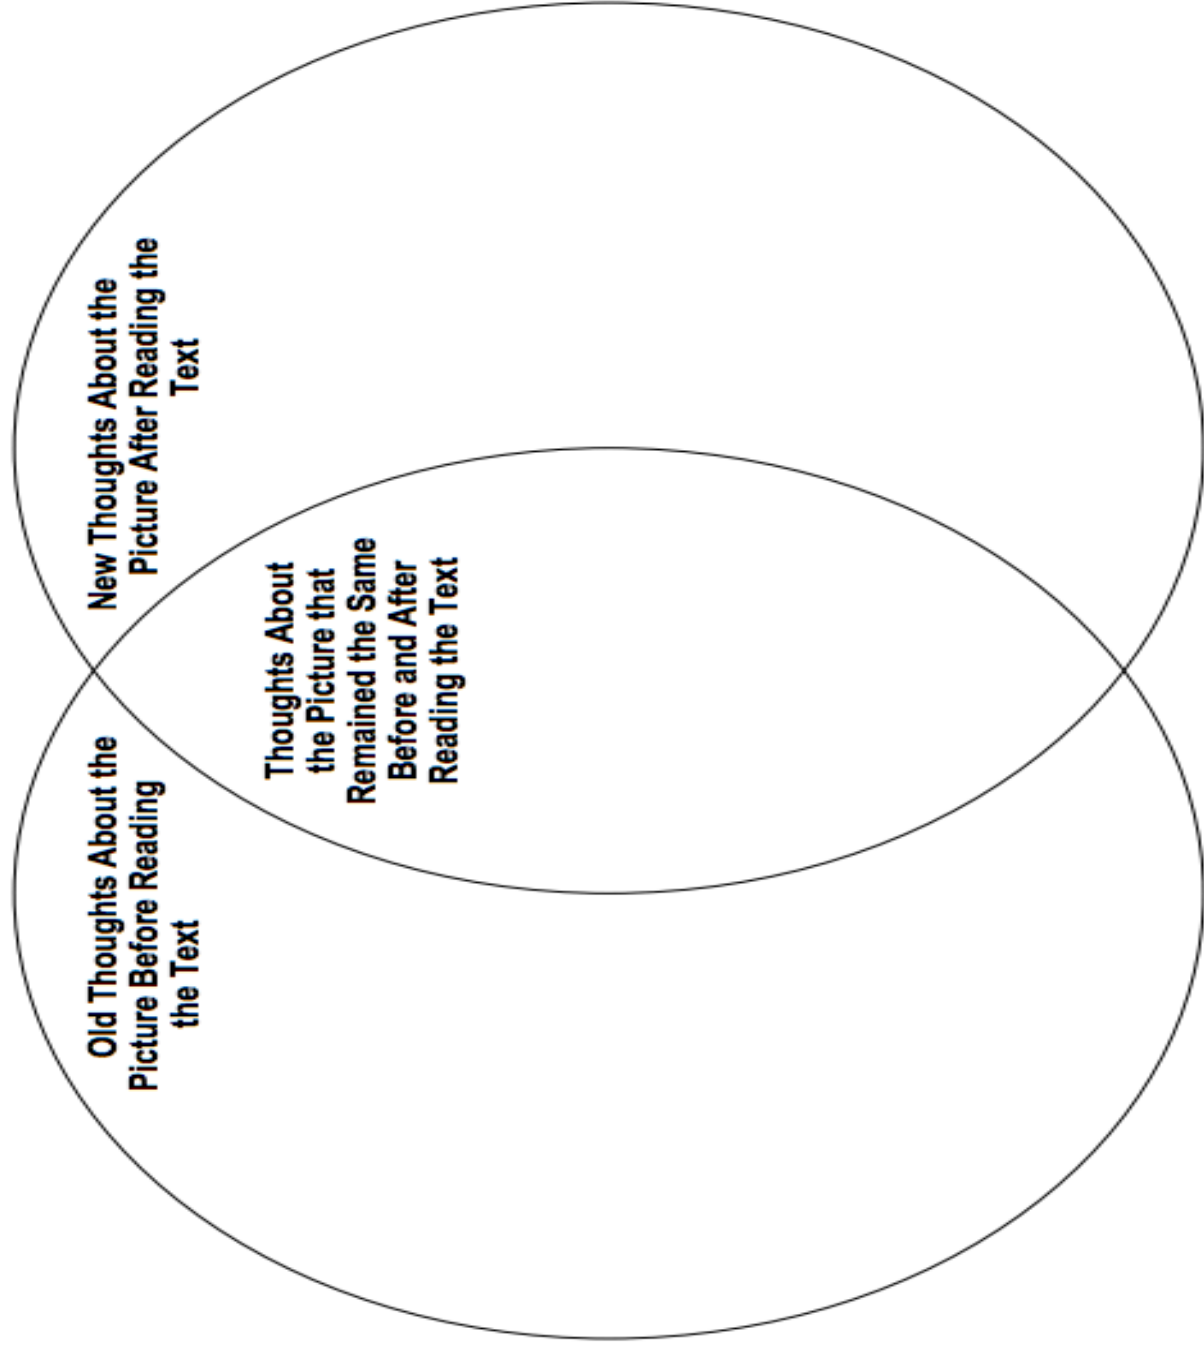 Old Thoughts About the
Picture Before Reading
the Text
Thoughts About
the Picture that
Remained the Same
Before and After
Reading the Text
New Thoughts About the
Picture After Reading the
Text